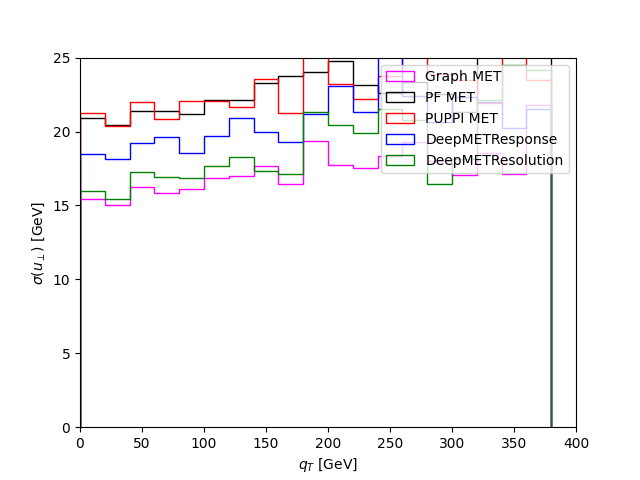 25
20
15
10
5
0
σ(u⊥) [GeV]
Graph MET
PF MET
PUPPI MET
DeepMETResponse
DeepMETResolution
0 50 100 150 200 250 300 350 400
qT [GeV]